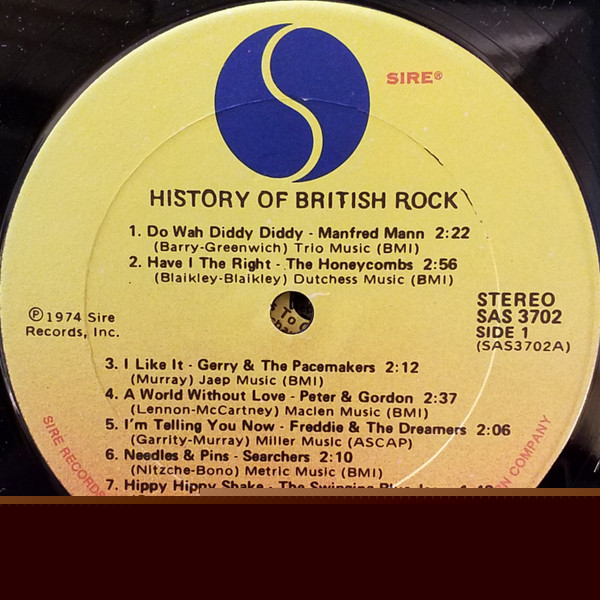 SIRE®
HISTORY OF BRITISH ROCK
1. Do Wah Diddy Diddy - Manfred Mann 2:22
(Barry-Greenwich) Trio Music (BMI)
2. Have I The Right - The Honeycombs 2:56
(Blaikley-Blaikley) Dutchess Music (BMI)
℗ 1974 Sire
Records, Inc.
STEREO
SAS 3702
SIDE 1
(SAS3702A)
3. I Like It - Gerry & The Pacemakers 2:12
(Murray) Jaep Music (BMI)
4. A World Without Love - Peter & Gordon 2:37
(Lennon-McCartney) Maclen Music (BMI)
5. I'm Telling You Now - Freddie & The Dreamers 2:06
(Garrity-Murray) Miller Music (ASCAP)
6. Needles & Pins - Searchers 2:10
(Nitzche-Bono) Metric Music (BMI)
7. Hippy Hippy Shake - The Swinging Blue
SIRE RECORDS
COMPANY